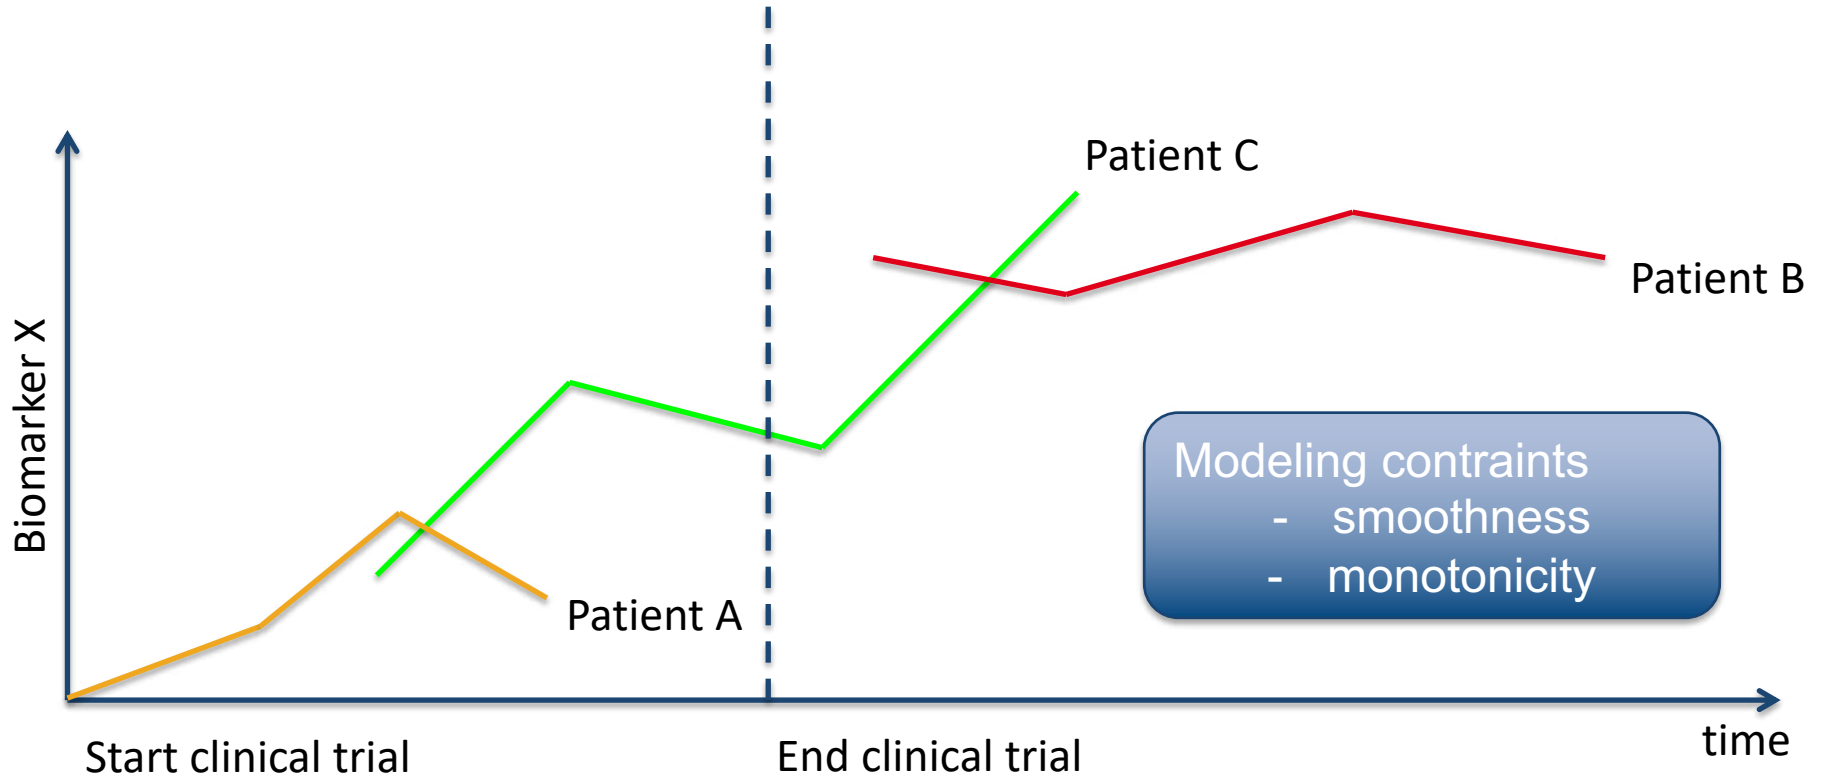 Patient C
Patient B
Biomarker X
Modeling contraints
- smoothness
- monotonicity
Patient A
Start clinical trial
End clinical trial
time